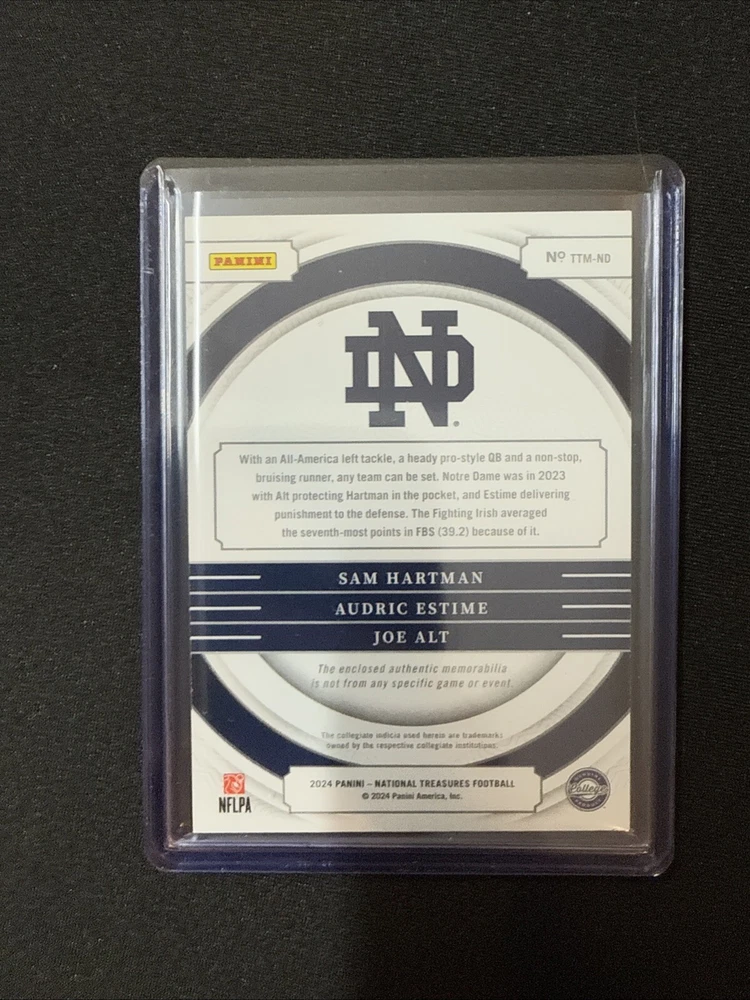 PANINI
Nº TTM-ND
ND
With an All-America left tackle, a heady pro-style QB and a non-stop,
bruising runner, any team can be set. Notre Dame was in 2023
with Alt protecting Hartman in the pocket, and Estime delivering
punishment to the defense. The Fighting Irish averaged
the seventh-most points in FBS (39.2) because of it.
SAM HARTMAN
AUDRIC ESTIME
JOE ALT
The enclosed authentic memorabilia
is not from any specific game or event.
The collegiate indicia used herein are trademarks
owned by the respective collegiate institutions.
2024 PANINI – NATIONAL TREASURES FOOTBALL
© 2024 Panini America, Inc.
NFLPA
College